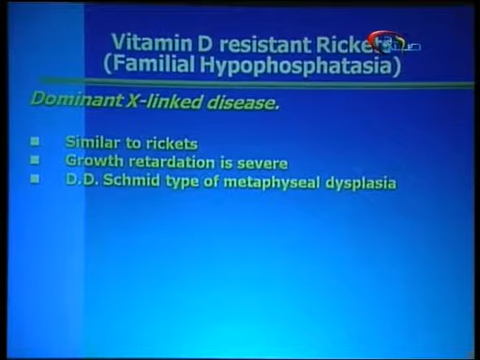 Vitamin D resistant Rickets
(Familial Hypophosphatasia)
Dominant X-linked disease.
Similar to rickets
Growth retardation is severe
D.D. Schmid type of metaphyseal dysplasia